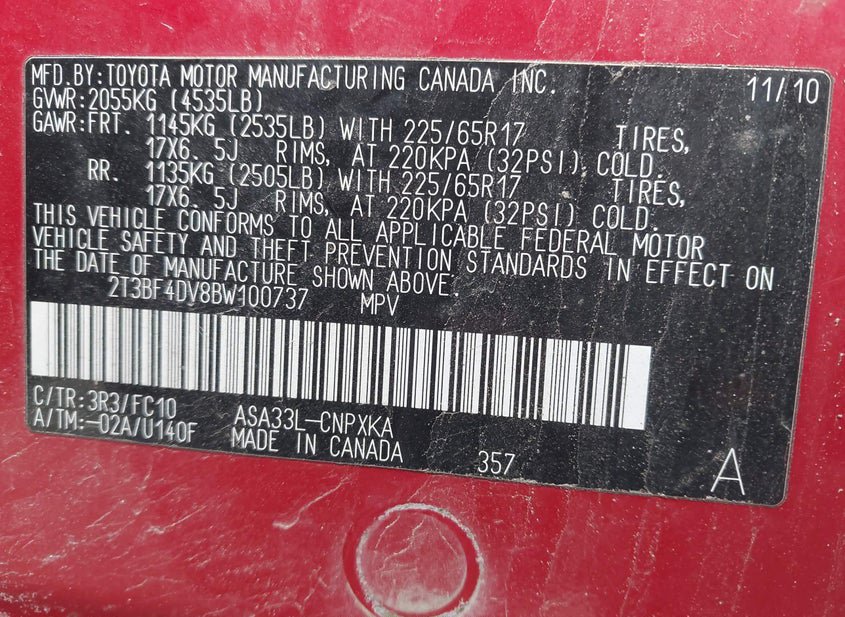 MFD.BY:TOYOTA MOTOR MANUFACTURING CANADA INC. 11/10
GVWR:2055KG (4535LB)
GAWR:FRT. 1145KG (2535LB) WITH 225/65R17 TIRES,
17X6. 5J RIMS, AT 220KPA (32PSI) COLD.
RR. 1135KG (2505LB) WITH 225/65R17 TIRES,
17X6. 5J RIMS, AT 220KPA (32PSI) COLD.
THIS VEHICLE CONFORMS TO ALL APPLICABLE FEDERAL MOTOR
VEHICLE SAFETY AND THEFT PREVENTION STANDARDS IN EFFECT ON
THE DATE OF MANUFACTURE SHOWN ABOVE.
2T3BF4DV8BW100737 MPV
C/TR:3R3/FC10 ASA33L-CNPXKA
A/TM:-02A/U140F MADE IN CANADA 357 A